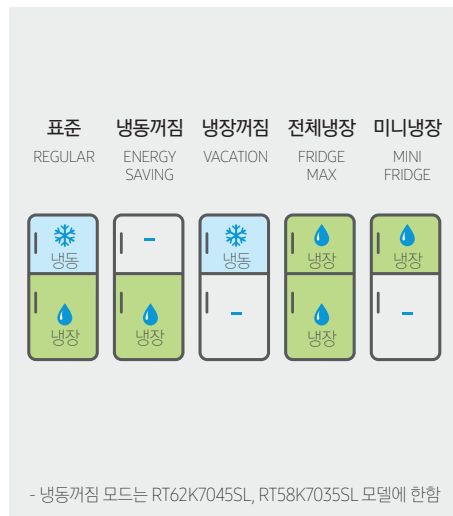 표준 냉동꺼짐 냉장꺼짐 전체냉장 미니냉장
REGULAR ENERGY SAVING VACATION FRIDGE MAX MINI FRIDGE
냉동 냉동 냉장 냉장
냉장 냉장 냉장
- 냉동꺼짐 모드는 RT62K7045SL, RT58K7035SL 모델에 한함